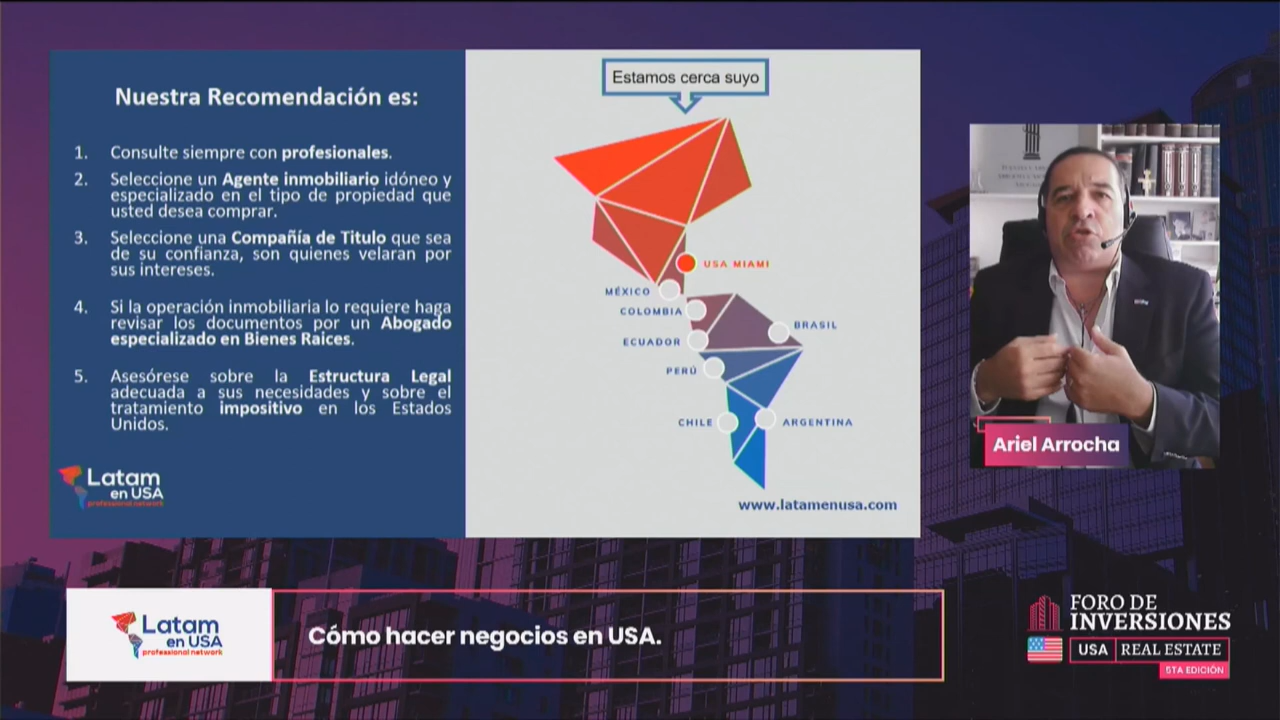 Nuestra Recomendación es:
1. Consulte siempre con profesionales.
2. Seleccione un Agente inmobiliario idóneo y
especializado en el tipo de propiedad que
usted desea comprar.
3. Seleccione una Compañía de Titulo que sea
de su confianza, son quienes velaran por
sus intereses.
4. Si la operación inmobiliaria lo requiere haga
revisar los documentos por un Abogado
especializado en Bienes Raices.
5. Asesórese sobre la Estructura Legal
adecuada a sus necesidades y sobre el
tratamiento impositivo en los Estados
Unidos.
Latam
en USA
professional network
Estamos cerca suyo
USA MIAMI
MÉXICO
COLOMBIA
BRASIL
ECUADOR
PERÚ
CHILE
ARGENTINA
www.latamenusa.com
Ariel Arrocha
Latam
en USA
professional network
Cómo hacer negocios en USA.
FORO DE
INVERSIONES
USA REAL ESTATE
5TA EDICIÓN